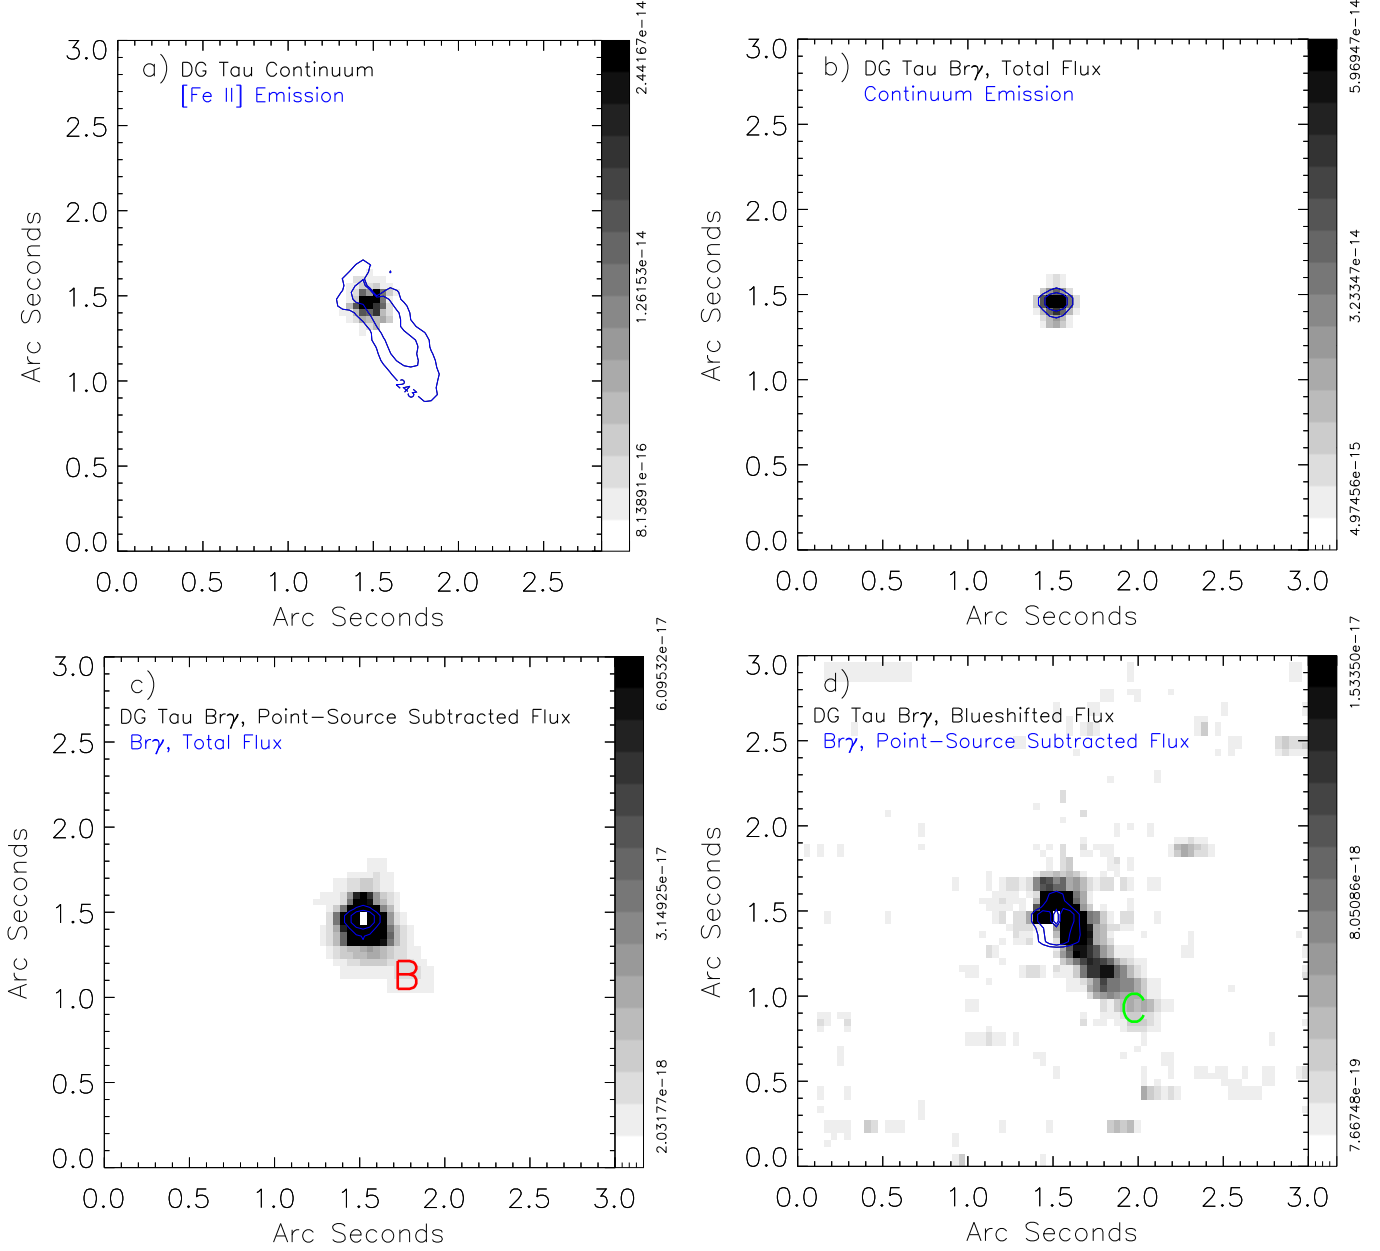 a) DG Tau Continuum
[Fe II] Emission
3.0
2.5
2.0
1.5
1.0
0.5
0.0
Arc Seconds
243
0.0 0.5 1.0 1.5 2.0 2.5
Arc Seconds
2.44167e-14
1.26153e-14
8.13891e-16
b) DG Tau Brγ, Total Flux
Continuum Emission
3.0
2.5
2.0
1.5
1.0
0.5
0.0
Arc Seconds
0.0 0.5 1.0 1.5 2.0 2.5 3.0
Arc Seconds
5.96947e-14
3.23347e-14
4.97456e-15
c)
DG Tau Brγ, Point-Source Subtracted Flux
Brγ, Total Flux
3.0
2.5
2.0
1.5
1.0
0.5
0.0
Arc Seconds
B
0.0 0.5 1.0 1.5 2.0 2.5 3.0
Arc Seconds
6.09532e-17
3.14925e-17
2.03177e-18
d)
DG Tau Brγ, Blueshifted Flux
Brγ, Point-Source Subtracted Flux
3.0
2.5
2.0
1.5
1.0
0.5
0.0
Arc Seconds
C
0.0 0.5 1.0 1.5 2.0 2.5 3.0
Arc Seconds
1.53350e-17
8.05086e-18
7.66748e-19